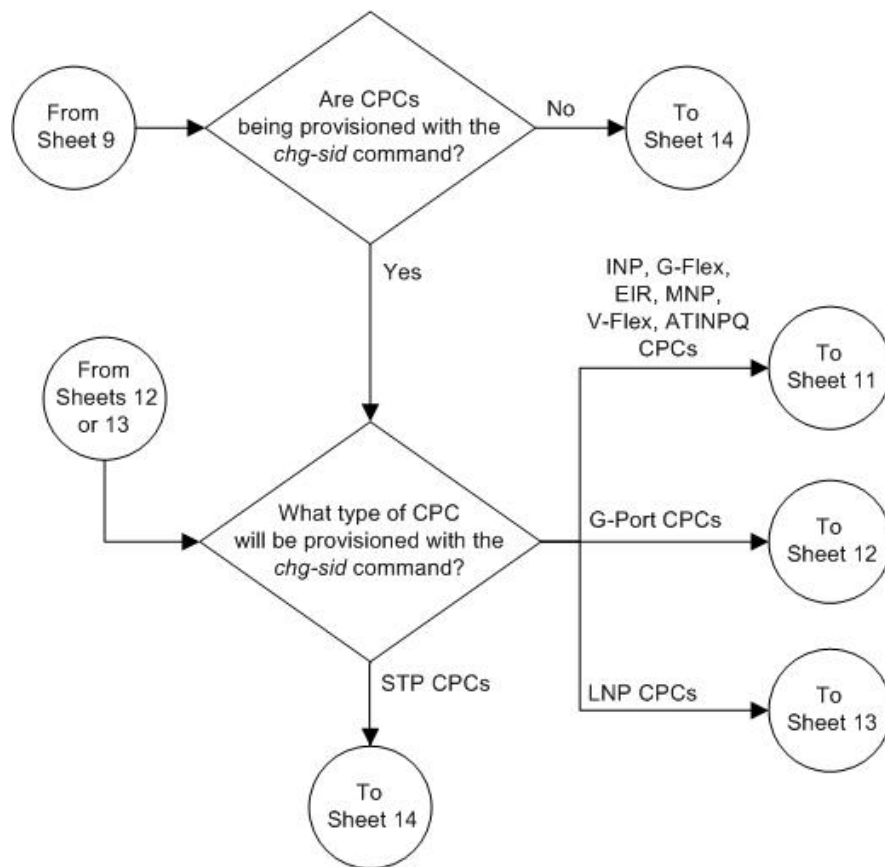 From
Sheet 9
Are CPCs
being provisioned with the
chg-sid command?
No
To
Sheet 14
Yes
INP, G-Flex,
EIR, MNP,
V-Flex, ATINPQ
CPCs
To
Sheet 11
From
Sheets 12
or 13
What type of CPC
will be provisioned with the
chg-sid command?
G-Port CPCs
To
Sheet 12
STP CPCs
LNP CPCs
To
Sheet 13
To
Sheet 14